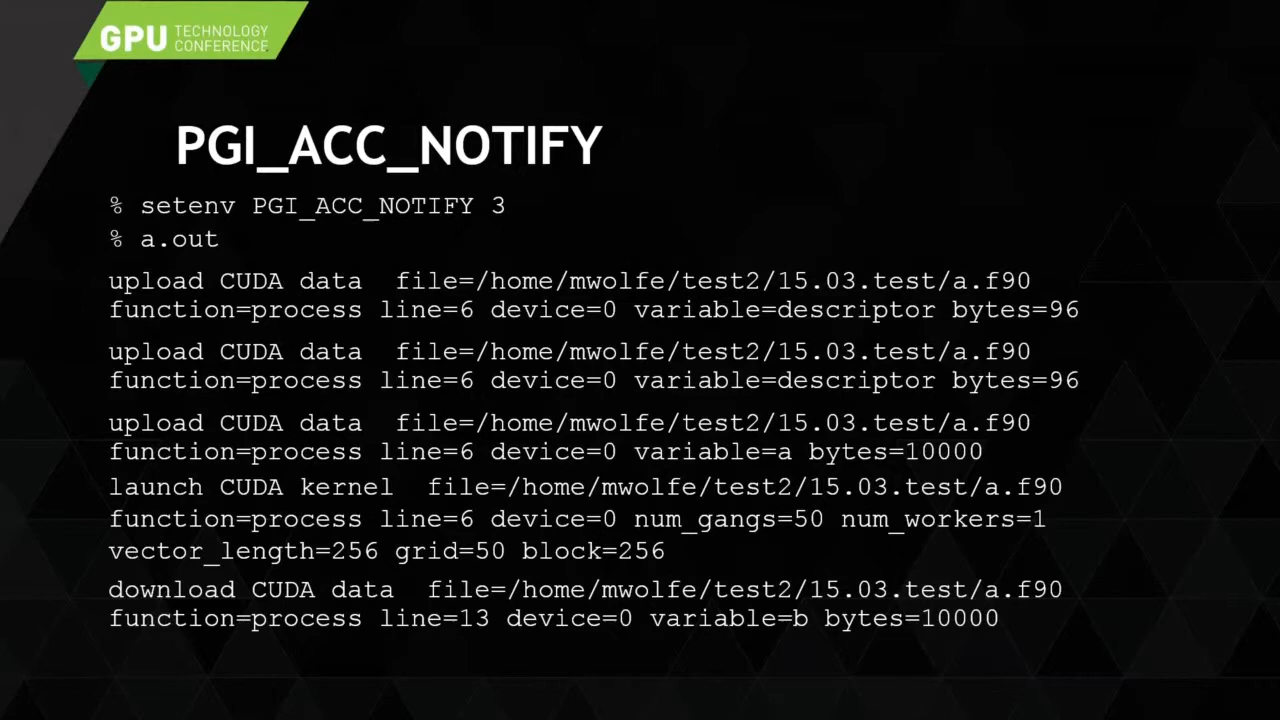 GPU TECHNOLOGY
CONFERENCE
PGI_ACC_NOTIFY
% setenv PGI_ACC_NOTIFY 3
% a.out
upload CUDA data  file=/home/mwolfe/test2/15.03.test/a.f90
function=process line=6 device=0 variable=descriptor bytes=96
upload CUDA data  file=/home/mwolfe/test2/15.03.test/a.f90
function=process line=6 device=0 variable=descriptor bytes=96
upload CUDA data  file=/home/mwolfe/test2/15.03.test/a.f90
function=process line=6 device=0 variable=a bytes=10000
launch CUDA kernel  file=/home/mwolfe/test2/15.03.test/a.f90
function=process line=6 device=0 num_gangs=50 num_workers=1
vector_length=256 grid=50 block=256
download CUDA data  file=/home/mwolfe/test2/15.03.test/a.f90
function=process line=13 device=0 variable=b bytes=10000